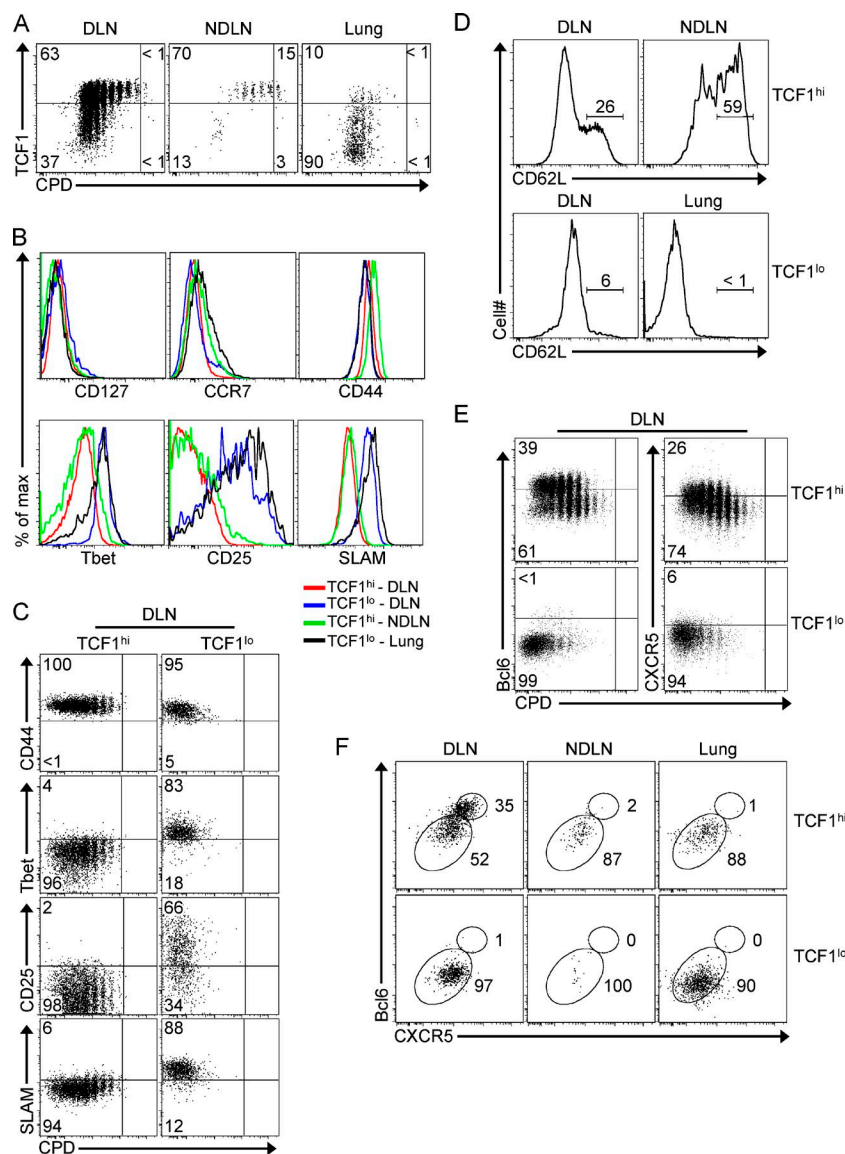 A
DLN NDLN Lung
63 < 1 70 15 10 < 1
TCF1
37 < 1 13 3 90 < 1
CPD
B
% of max
CD127 CCR7 CD44
Tbet CD25 SLAM
TCF1hi - DLN
TCF1lo - DLN
TCF1hi - NDLN
TCF1lo - Lung
C
DLN
TCF1hi TCF1lo
100 95
CD44
<1 5
4 83
Tbet
96 18
2 66
CD25
98 34
6 88
SLAM
94 12
CPD
D
DLN NDLN
26 59
TCF1hi
CD62L
DLN Lung
6 < 1
TCF1lo
Cell#
CD62L
E
DLN
39 26
TCF1hi
61 74
<1 6
TCF1lo
Bcl6 CXCR5
99 94
CPD
F
DLN NDLN Lung
35 2 1
TCF1hi
52 87 88
1 0 0
TCF1lo
97 100 90
Bcl6
CXCR5